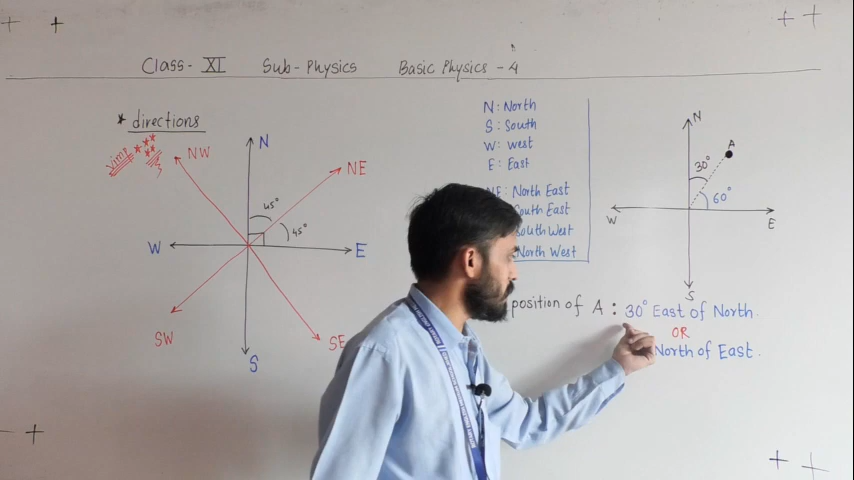 Class - XI Sub - Physics Basic Physics - 4
* directions
v.imp
N
NW
NE
45°
45°
W
E
SW
SE
S
N : North
S : South
W : West
E : East
NE : North East
South East
South West
North West
N
A
30°
60°
W
E
S
position of A : 30° East of North.
OR
North of East.